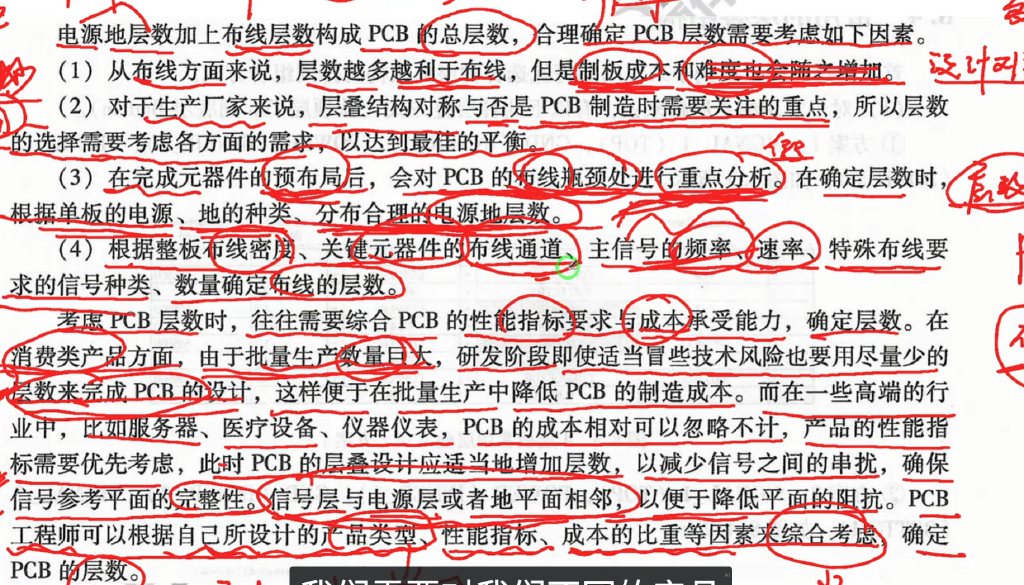 电源地层数加上布线层数构成 PCB 的总层数，合理确定 PCB 层数需要考虑如下因素。
（1）从布线方面来说，层数越多越利于布线，但是制板成本和难度也会随之增加。
（2）对于生产厂家来说，层叠结构对称与否是 PCB 制造时需要关注的重点，所以层数
的选择需要考虑各方面的需求，以达到最佳的平衡。
（3）在完成元器件的预布局后，会对 PCB 的布线瓶颈处进行重点分析。在确定层数时，
根据单板的电源、地的种类、分布合理的电源地层数。
（4）根据整板布线密度、关键元器件的布线通道、主信号的频率、速率、特殊布线要
求的信号种类、数量确定布线的层数。
考虑 PCB 层数时，往往需要综合 PCB 的性能指标要求与成本承受能力，确定层数。在
消费类产品方面，由于批量生产数量巨大，研发阶段即使适当冒些技术风险也要用尽量少的
层数来完成 PCB 的设计，这样便于在批量生产中降低 PCB 的制造成本。而在一些高端的行
业中，比如服务器、医疗设备、仪器仪表，PCB 的成本相对可以忽略不计，产品的性能指
标需要优先考虑，此时 PCB 的层叠设计应适当地增加层数，以减少信号之间的串扰，确保
信号参考平面的完整性。信号层与电源层或者地平面相邻，以便于降低平面的阻抗。PCB
工程师可以根据自己所设计的产品类型、性能指标、成本的比重等因素来综合考虑，确定
PCB 的层数。